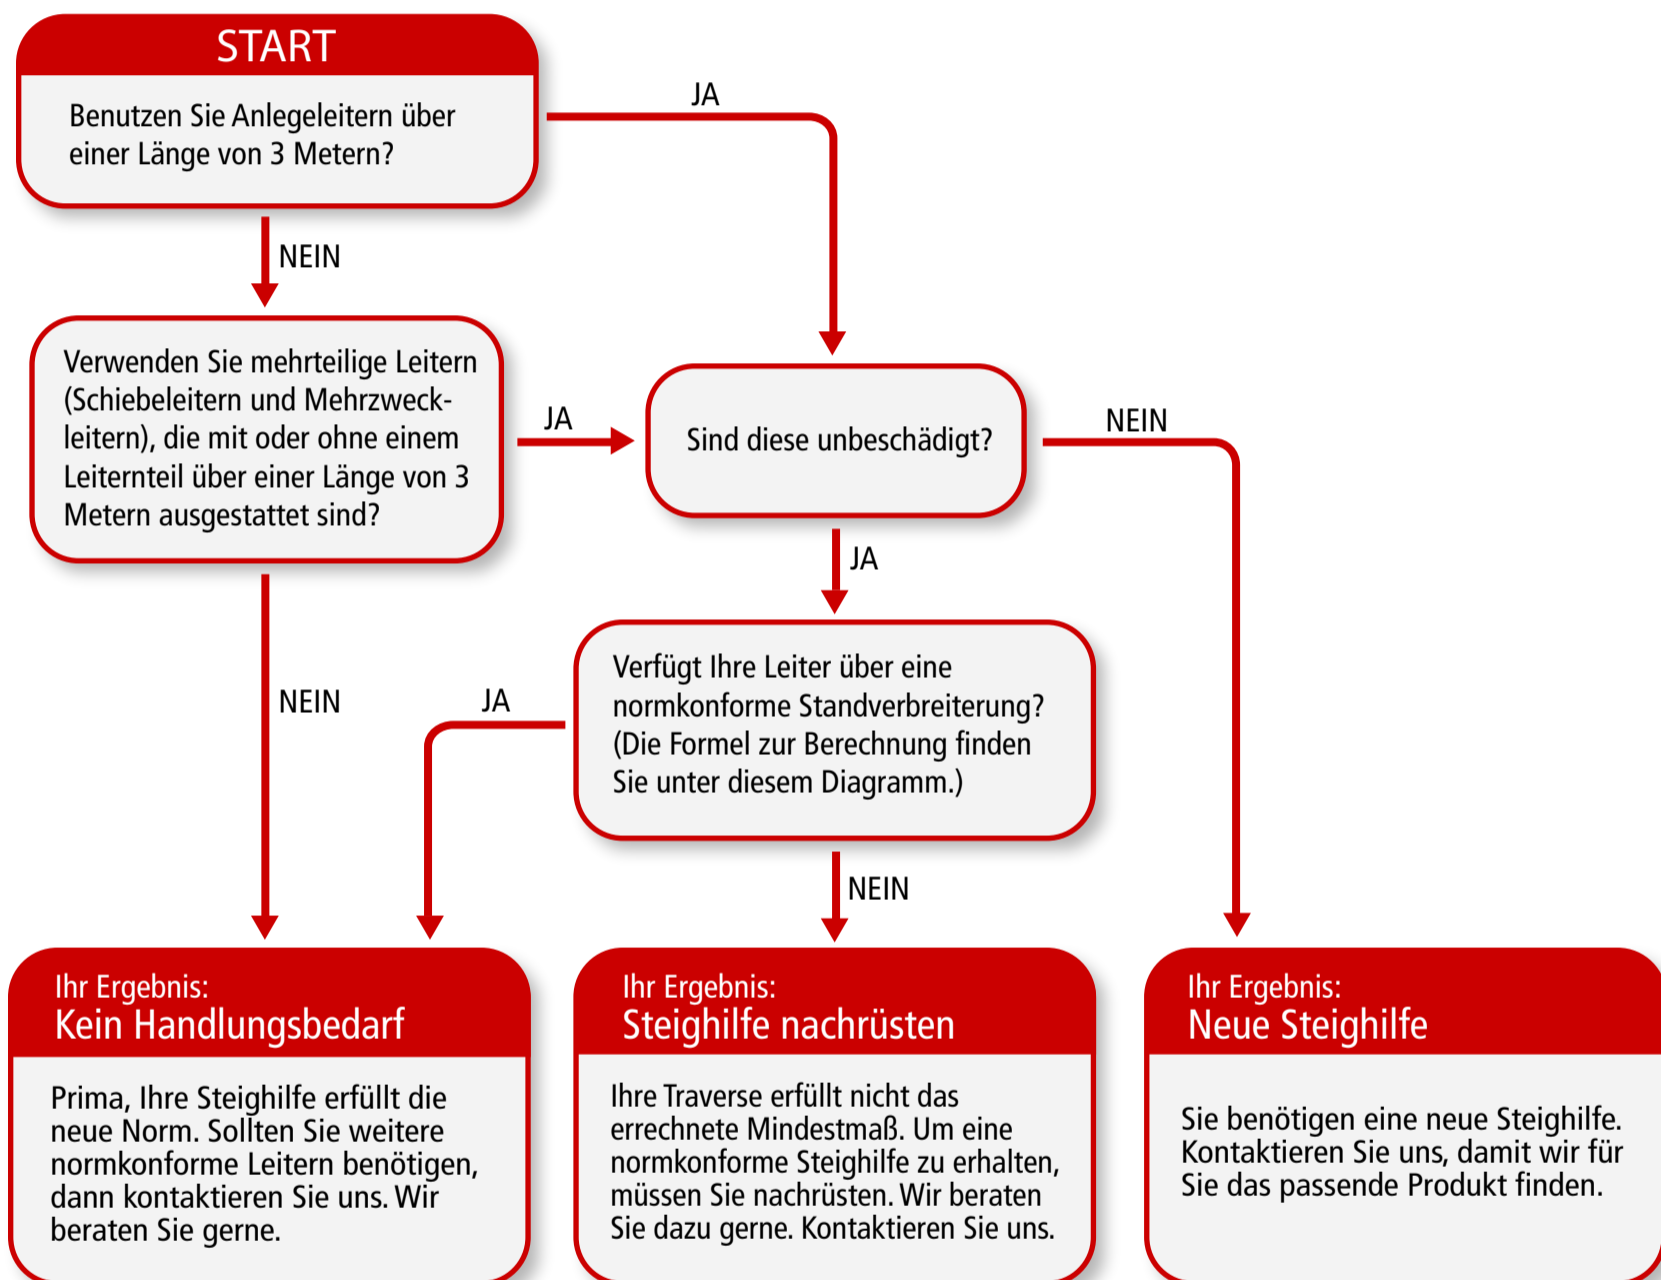 START
Benutzen Sie Anlegeleitern über
einer Länge von 3 Metern?
JA
NEIN
Verwenden Sie mehrteilige Leitern
(Schiebeleitern und Mehrzweck-
leitern), die mit oder ohne einem
Leiternteil über einer Länge von 3
Metern ausgestattet sind?
JA
Sind diese unbeschädigt?
NEIN
JA
Verfügt Ihre Leiter über eine
normkonforme Standverbreiterung?
(Die Formel zur Berechnung finden
Sie unter diesem Diagramm.)
NEIN
JA
NEIN
Ihr Ergebnis:
Kein Handlungsbedarf
Prima, Ihre Steighilfe erfüllt die
neue Norm. Sollten Sie weitere
normkonforme Leitern benötigen,
dann kontaktieren Sie uns. Wir
beraten Sie gerne.
Ihr Ergebnis:
Steighilfe nachrüsten
Ihre Traverse erfüllt nicht das
errechnete Mindestmaß. Um eine
normkonforme Steighilfe zu erhalten,
müssen Sie nachrüsten. Wir beraten
Sie dazu gerne. Kontaktieren Sie uns.
Ihr Ergebnis:
Neue Steighilfe
Sie benötigen eine neue Steighilfe.
Kontaktieren Sie uns, damit wir für
Sie das passende Produkt finden.